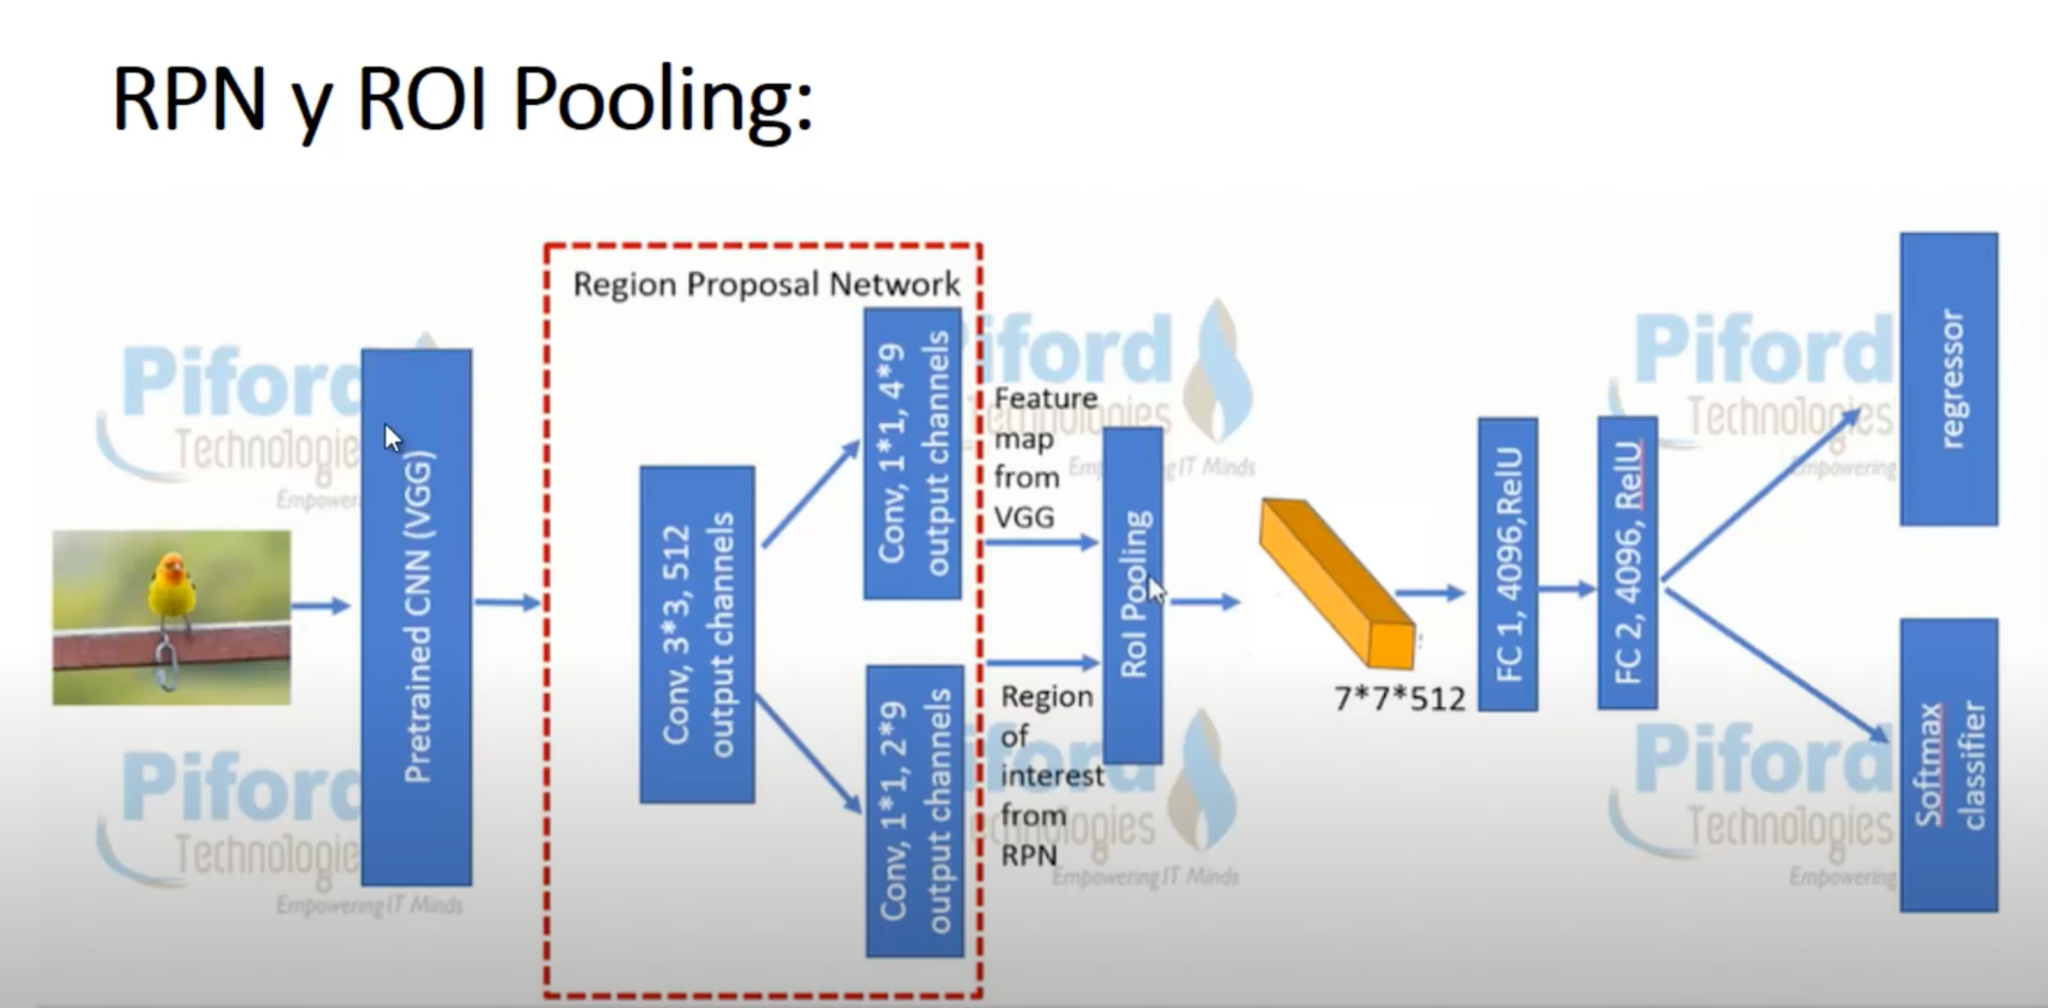 RPN y ROI Pooling:
Region Proposal Network
Piford
Technologies
Empowering IT Minds
Pretrained CNN (VGG)
Conv, 3*3, 512
output channels
Conv, 1*1, 4*9
output channels
Conv, 1*1, 2*9
output channels
Feature
map
from
VGG
Region
of
interest
from
RPN
RoI Pooling
7*7*512
FC 1, 4096,RelU
FC 2, 4096, RelU
regressor
Softmax
classifier